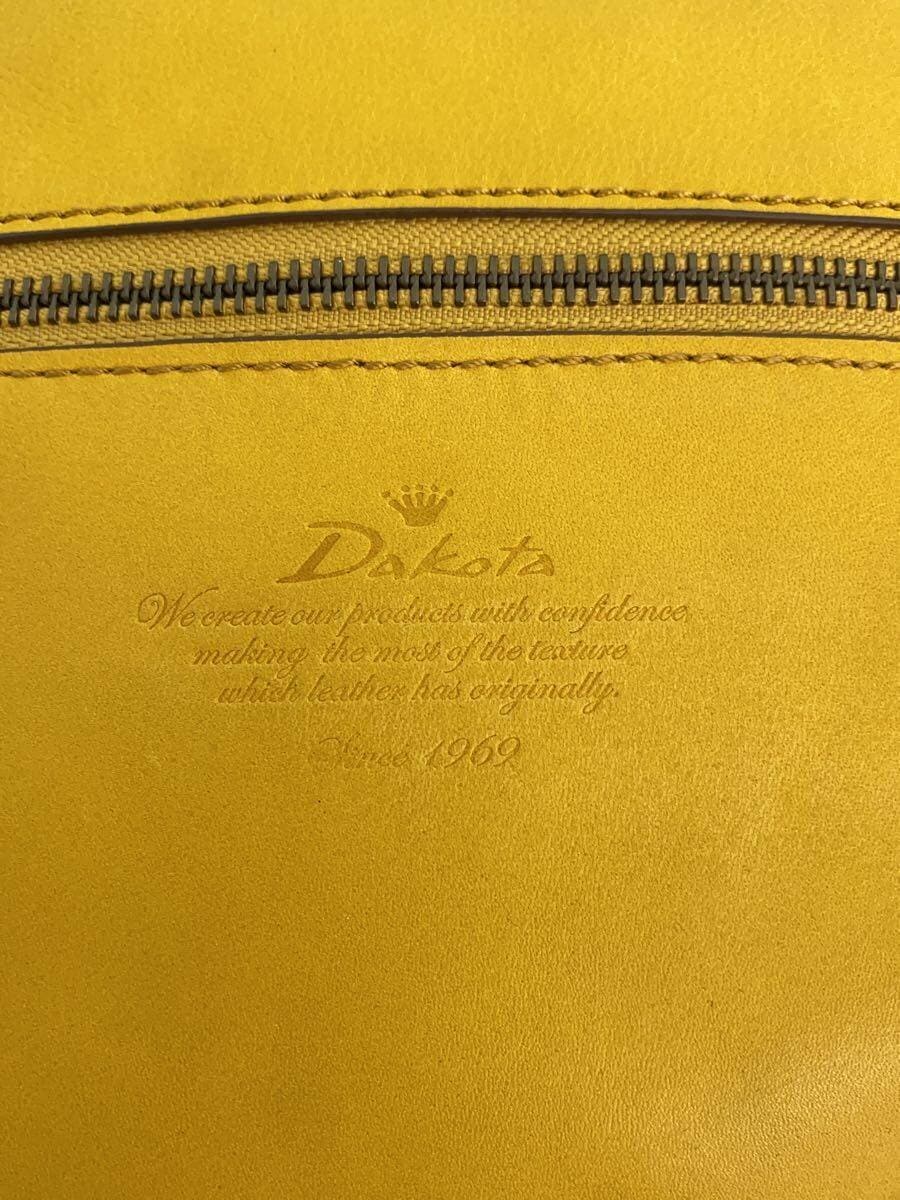 Dakota
We create our products with confidence,
making the most of the texture
which leather has originally.
Since 1969